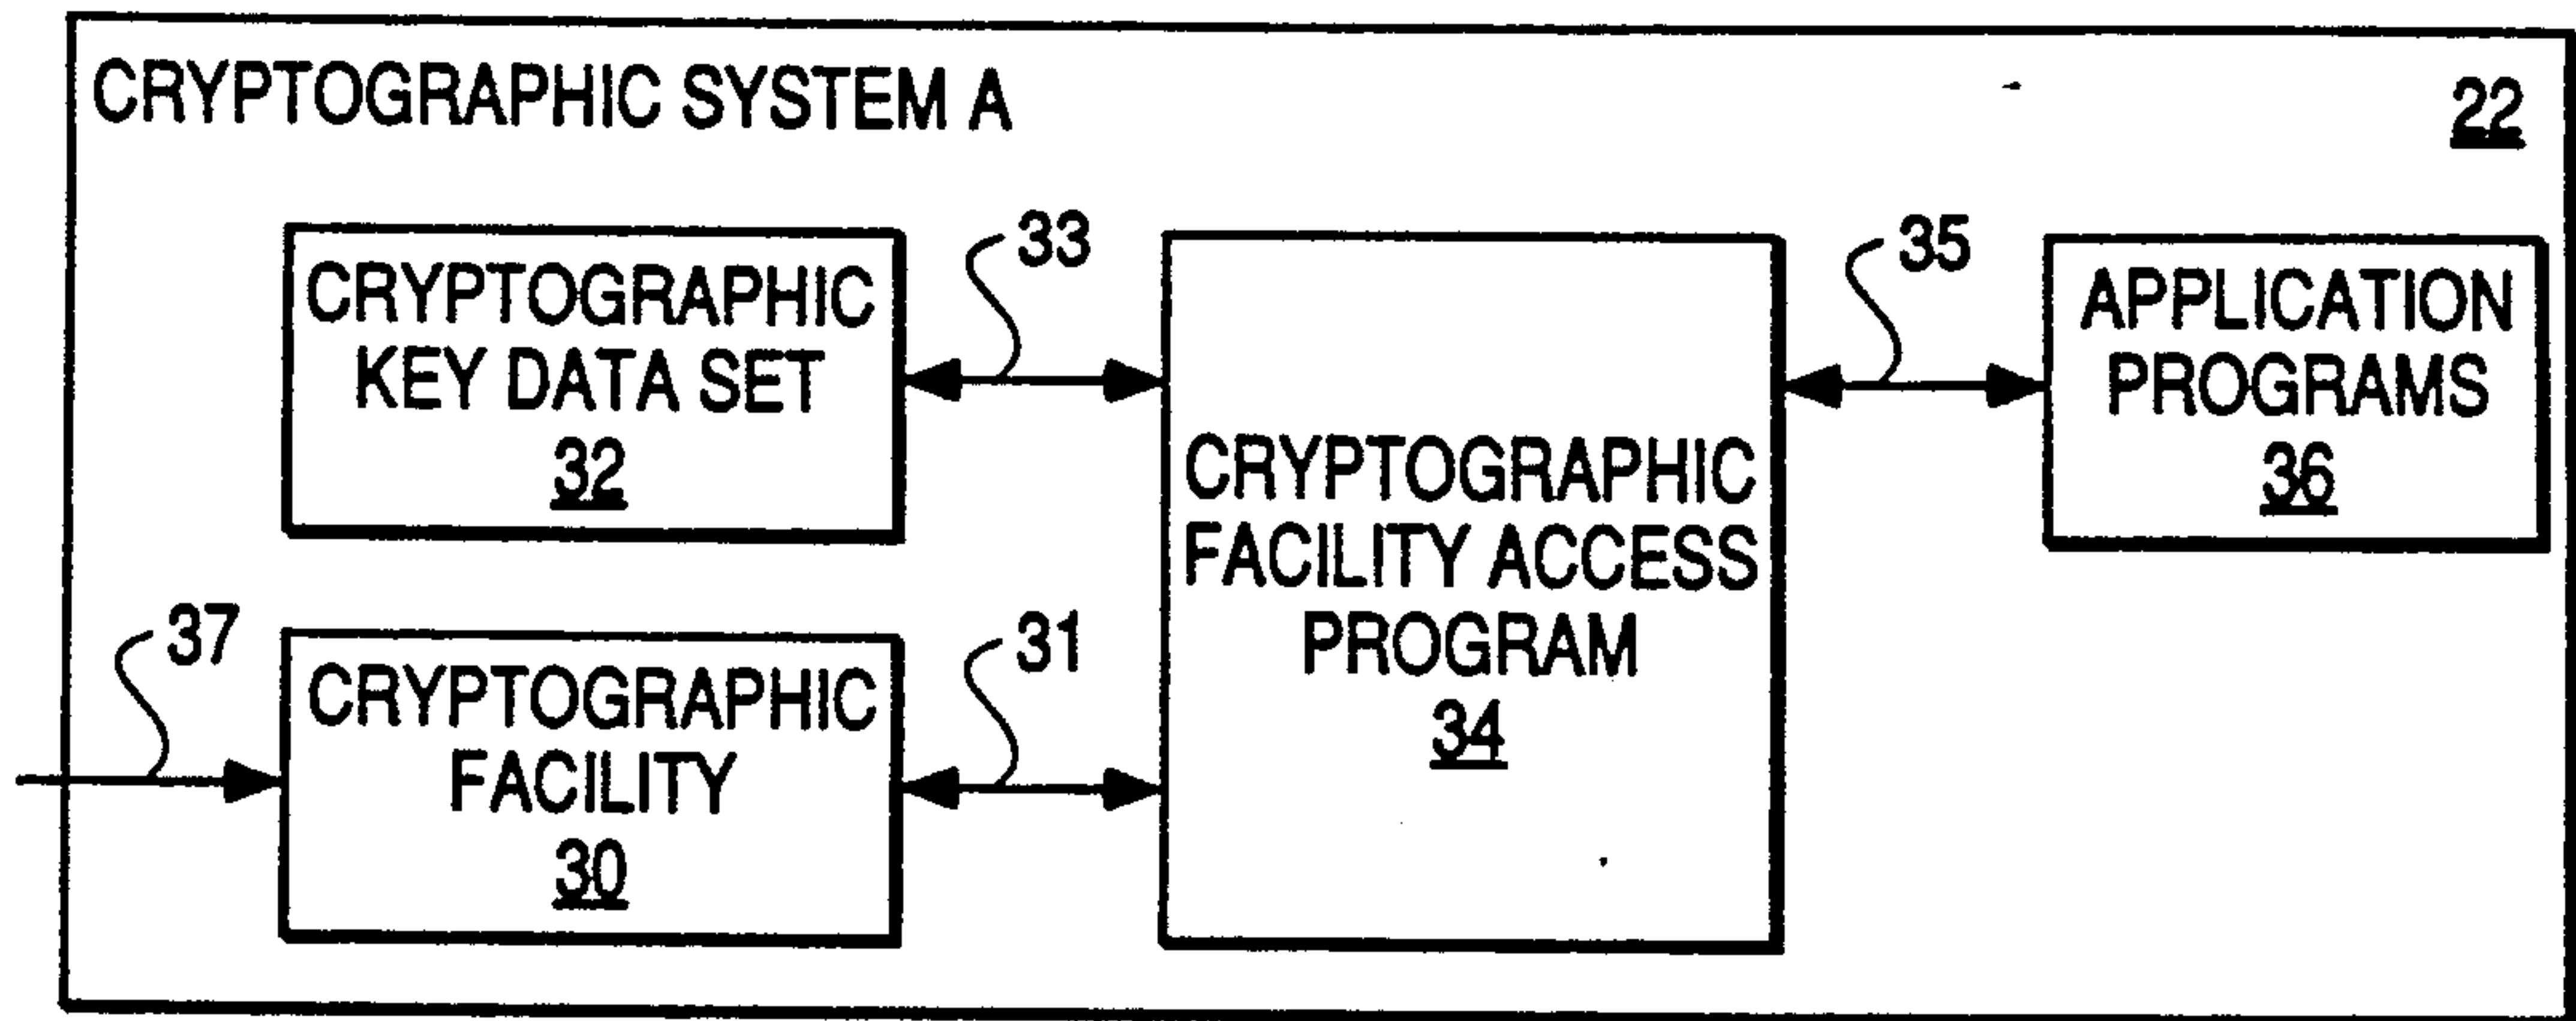 CRYPTOGRAPHIC SYSTEM A
22
CRYPTOGRAPHIC
KEY DATA SET
32
33
CRYPTOGRAPHIC
FACILITY ACCESS
PROGRAM
34
35
APPLICATION
PROGRAMS
36
37
CRYPTOGRAPHIC
FACILITY
30
31